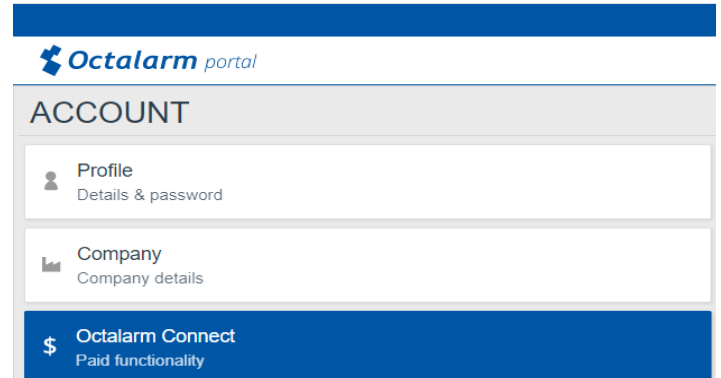 Octalarm portal
ACCOUNT
Profile
Details & password
Company
Company details
$ Octalarm Connect
Paid functionality